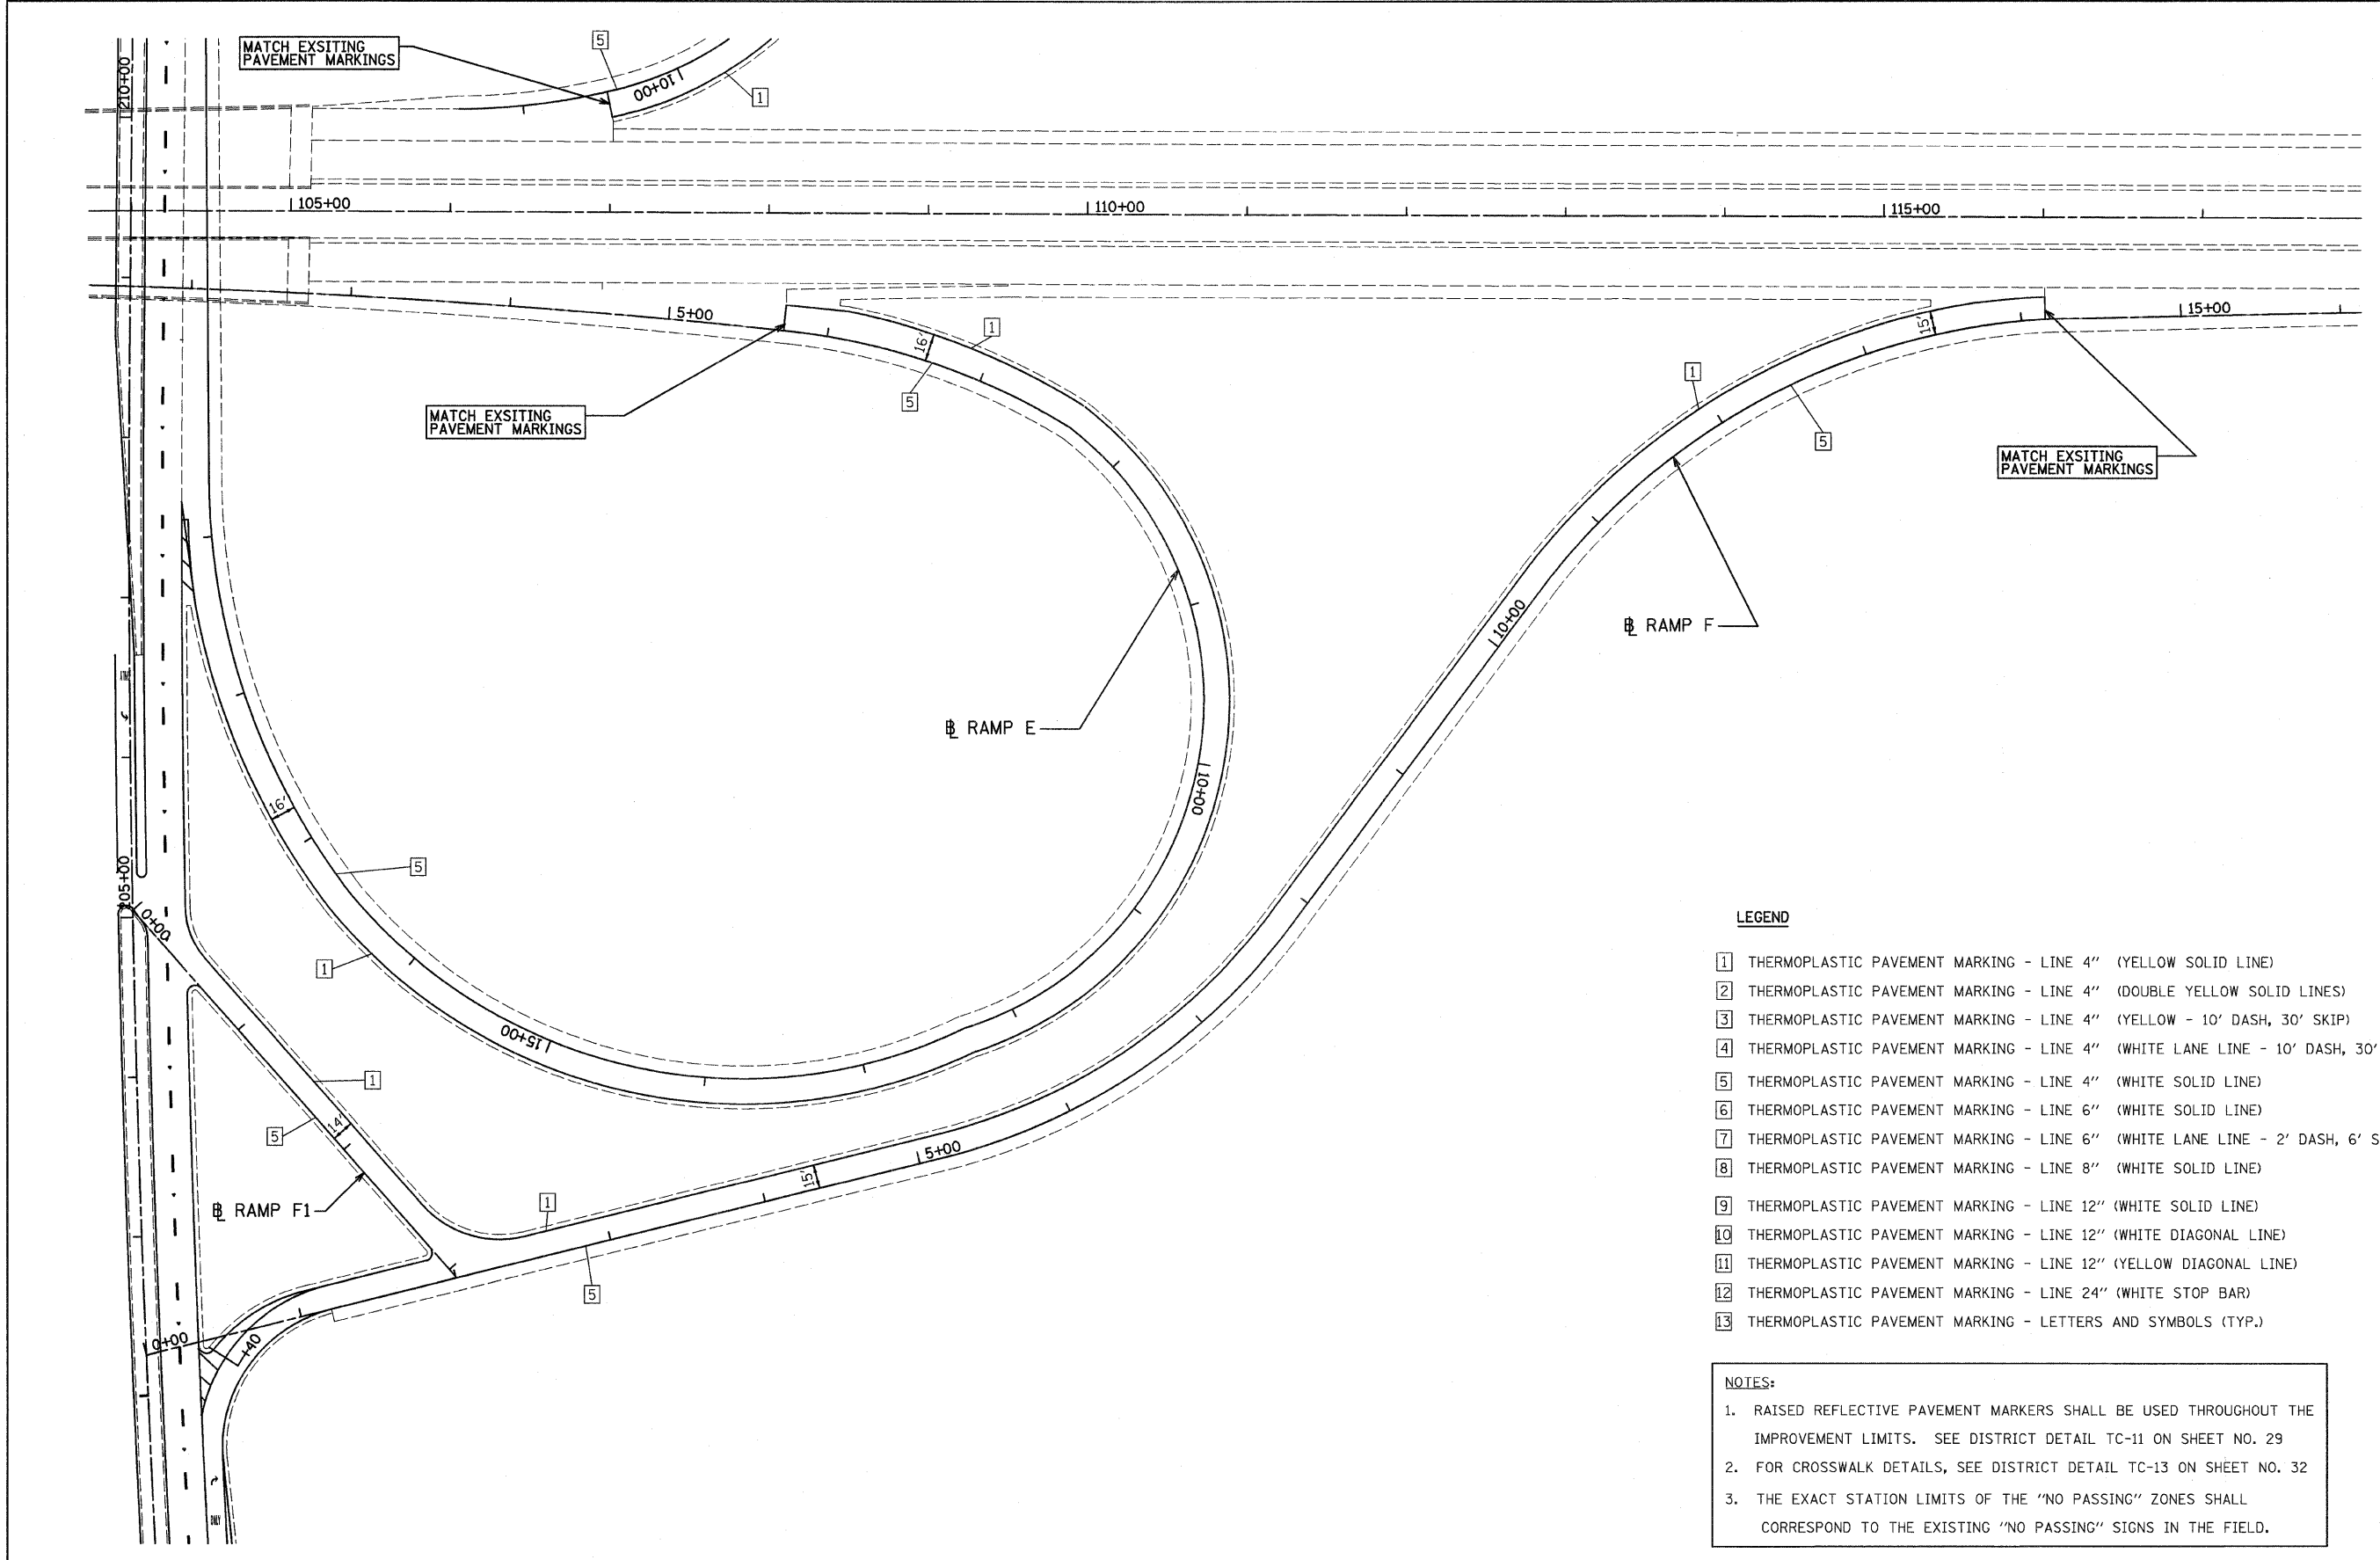 MATCH EXSITING
PAVEMENT MARKINGS
5
10+00
1
210+00
105+00
110+00
115+00
5+00
16'
1
5
MATCH EXSITING
PAVEMENT MARKINGS
15'
15+00
1
5
MATCH EXSITING
PAVEMENT MARKINGS
10+00
RAMP F
RAMP E
10+00
16'
5
205+00
0+00
1
15+00
1
5
14'
RAMP F1
5+00
15'
1
5
0+00
+40
ONLY
LEGEND
1 THERMOPLASTIC PAVEMENT MARKING - LINE 4" (YELLOW SOLID LINE)
2 THERMOPLASTIC PAVEMENT MARKING - LINE 4" (DOUBLE YELLOW SOLID LINES)
3 THERMOPLASTIC PAVEMENT MARKING - LINE 4" (YELLOW - 10' DASH, 30' SKIP)
4 THERMOPLASTIC PAVEMENT MARKING - LINE 4" (WHITE LANE LINE - 10' DASH, 30'
5 THERMOPLASTIC PAVEMENT MARKING - LINE 4" (WHITE SOLID LINE)
6 THERMOPLASTIC PAVEMENT MARKING - LINE 6" (WHITE SOLID LINE)
7 THERMOPLASTIC PAVEMENT MARKING - LINE 6" (WHITE LANE LINE - 2' DASH, 6' S
8 THERMOPLASTIC PAVEMENT MARKING - LINE 8" (WHITE SOLID LINE)
9 THERMOPLASTIC PAVEMENT MARKING - LINE 12" (WHITE SOLID LINE)
10 THERMOPLASTIC PAVEMENT MARKING - LINE 12" (WHITE DIAGONAL LINE)
11 THERMOPLASTIC PAVEMENT MARKING - LINE 12" (YELLOW DIAGONAL LINE)
12 THERMOPLASTIC PAVEMENT MARKING - LINE 24" (WHITE STOP BAR)
13 THERMOPLASTIC PAVEMENT MARKING - LETTERS AND SYMBOLS (TYP.)
NOTES:
1. RAISED REFLECTIVE PAVEMENT MARKERS SHALL BE USED THROUGHOUT THE
IMPROVEMENT LIMITS. SEE DISTRICT DETAIL TC-11 ON SHEET NO. 29
2. FOR CROSSWALK DETAILS, SEE DISTRICT DETAIL TC-13 ON SHEET NO. 32
3. THE EXACT STATION LIMITS OF THE "NO PASSING" ZONES SHALL
CORRESPOND TO THE EXISTING "NO PASSING" SIGNS IN THE FIELD.